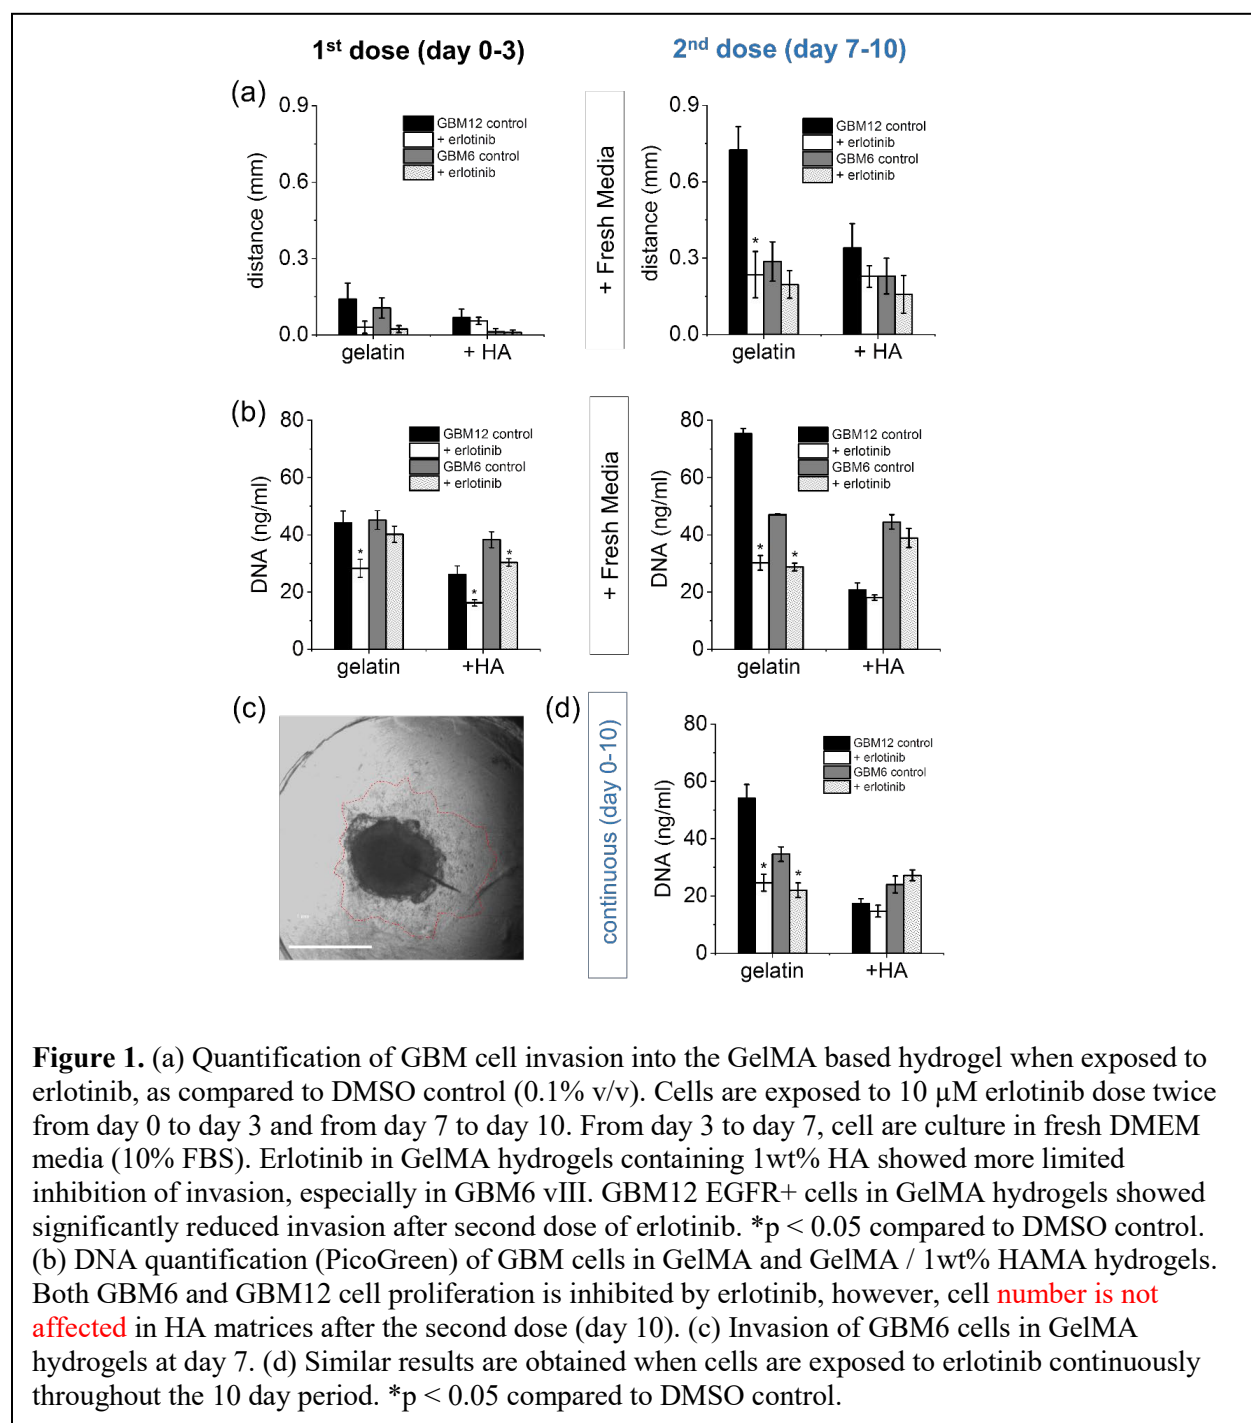 1st dose (day 0-3)
2nd dose (day 7-10)
(a)
0.9
0.6
0.3
0.0
distance (mm)
GBM12 control
+ erlotinib
GBM6 control
+ erlotinib
gelatin
+ HA
+ Fresh Media
0.9
0.6
0.3
0.0
distance (mm)
GBM12 control
+ erlotinib
GBM6 control
+ erlotinib
*
gelatin
+ HA
(b)
80
60
40
20
0
DNA (ng/ml)
GBM12 control
+ erlotinib
GBM6 control
+ erlotinib
*
*
*
gelatin
+HA
+ Fresh Media
80
60
40
20
0
DNA (ng/ml)
GBM12 control
+ erlotinib
GBM6 control
+ erlotinib
*
*
gelatin
+HA
(c)
(d)
continuous (day 0-10)
80
60
40
20
0
DNA (ng/ml)
GBM12 control
+ erlotinib
GBM6 control
+ erlotinib
*
*
gelatin
+HA
Figure 1. (a) Quantification of GBM cell invasion into the GelMA based hydrogel when exposed to
erlotinib, as compared to DMSO control (0.1% v/v). Cells are exposed to 10 µM erlotinib dose twice
from day 0 to day 3 and from day 7 to day 10. From day 3 to day 7, cell are culture in fresh DMEM
media (10% FBS). Erlotinib in GelMA hydrogels containing 1wt% HA showed more limited
inhibition of invasion, especially in GBM6 vIII. GBM12 EGFR+ cells in GelMA hydrogels showed
significantly reduced invasion after second dose of erlotinib. *p < 0.05 compared to DMSO control.
(b) DNA quantification (PicoGreen) of GBM cells in GelMA and GelMA / 1wt% HAMA hydrogels.
Both GBM6 and GBM12 cell proliferation is inhibited by erlotinib, however, cell number is not
affected in HA matrices after the second dose (day 10). (c) Invasion of GBM6 cells in GelMA
hydrogels at day 7. (d) Similar results are obtained when cells are exposed to erlotinib continuously
throughout the 10 day period. *p < 0.05 compared to DMSO control.